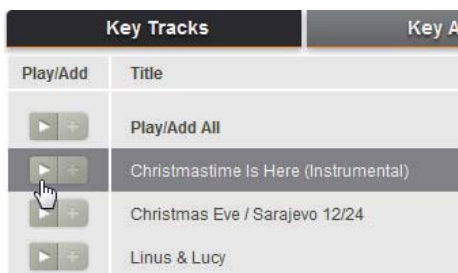 Key Tracks Key A
Play/Add Title
Play/Add All
Christmastime Is Here (Instrumental)
Christmas Eve / Sarajevo 12/24
Linus & Lucy